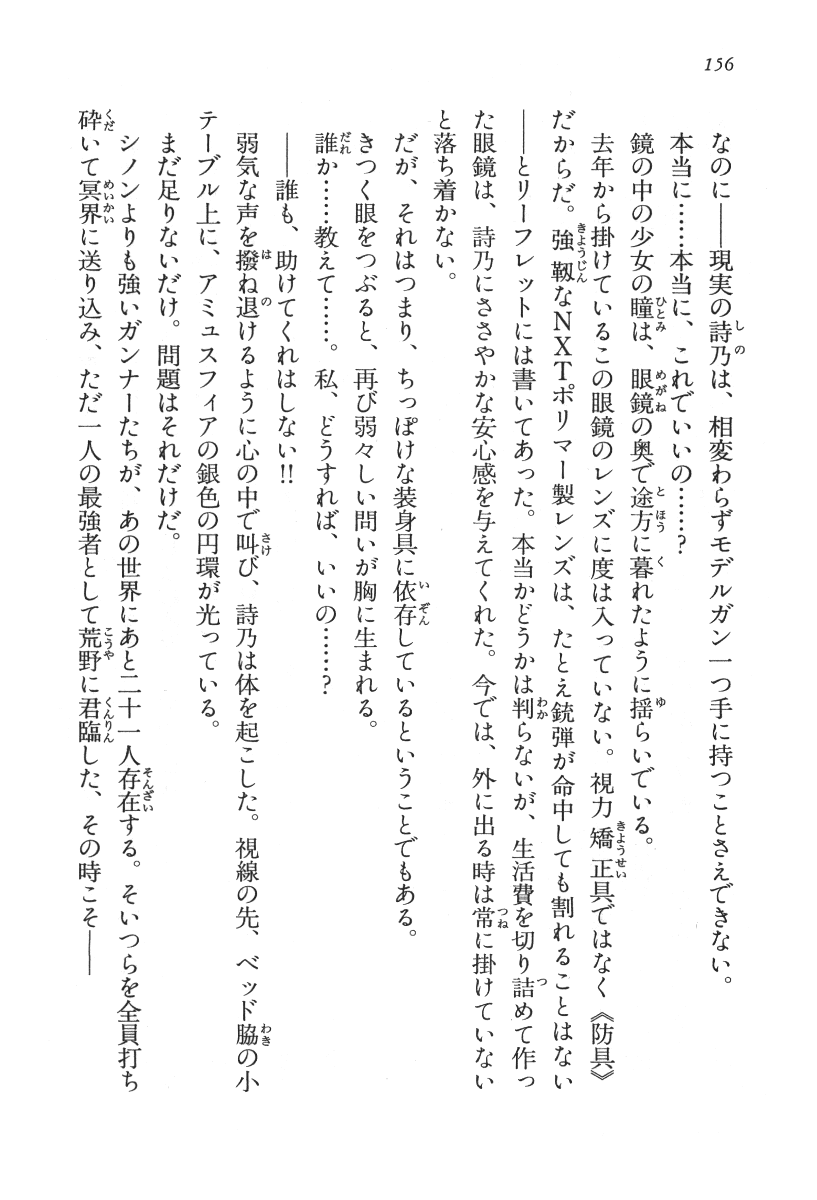 156
なのに――現実の詩乃は、相変わらずモデルガン一つ手に持つことさえできない。
本当に……本当に、これでいいの……？
鏡の中の少女の瞳は、眼鏡の奥で途方に暮れたように揺らいでいる。
去年から掛けているこの眼鏡のレンズに度は入っていない。視力矯正具ではなく《防具》
だからだ。強靱なNXTポリマー製レンズは、たとえ銃弾が命中しても割れることはない
――とリーフレットには書いてあった。本当かどうかは判らないが、生活費を切り詰めて作っ
た眼鏡は、詩乃にささやかな安心感を与えてくれた。今では、外に出る時は常に掛けていない
と落ち着かない。
だが、それはつまり、ちっぽけな装身具に依存しているということでもある。
きつく眼をつぶると、再び弱々しい問いが胸に生まれる。
誰か……教えて……。私、どうすれば、いいの……？
――誰も、助けてくれはしない!!
弱気な声を撥ね退けるように心の中で叫び、詩乃は体を起こした。視線の先、ベッド脇の小
テーブル上に、アミュスフィアの銀色の円環が光っている。
まだ足りないだけ。問題はそれだけだ。
シノンよりも強いガンナーたちが、あの世界にあと二十一人存在する。そいつらを全員打ち
砕いて冥界に送り込み、ただ一人の最強者として荒野に君臨した、その時こそ――